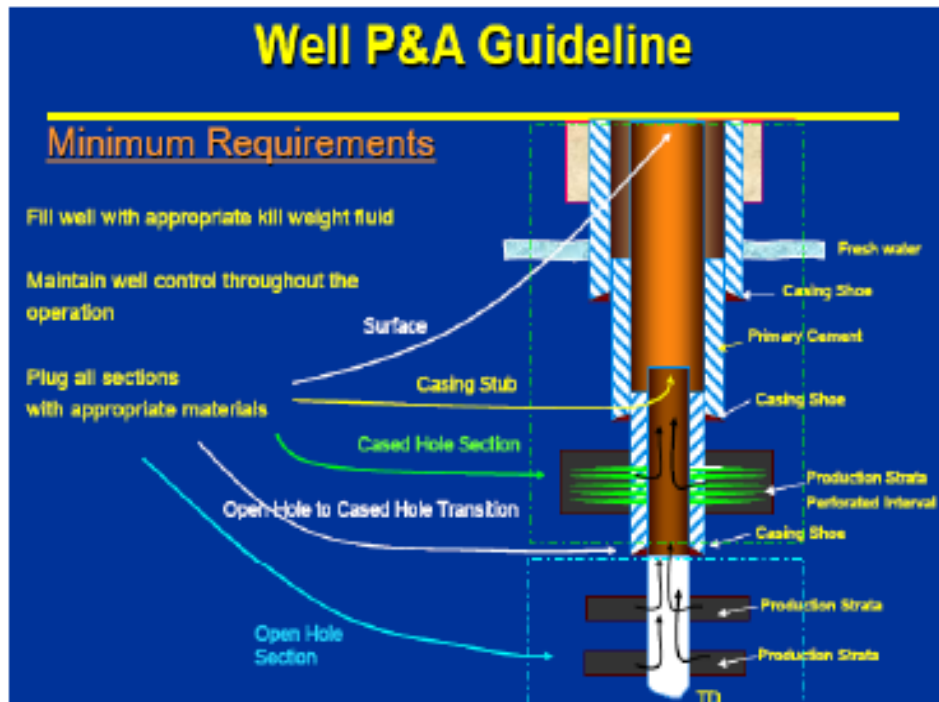 Well P&A Guideline
Minimum Requirements
Fill well with appropriate kill weight fluid
Maintain well control throughout the
operation
Plug all sections
with appropriate materials
Surface
Casing Stub
Cased Hole Section
Open Hole to Cased Hole Transition
Open Hole
Section
Fresh water
Casing Shoe
Primary Cement
Casing Shoe
Production Strata
Perforated Interval
Casing Shoe
Production Strata
Production Strata
TD